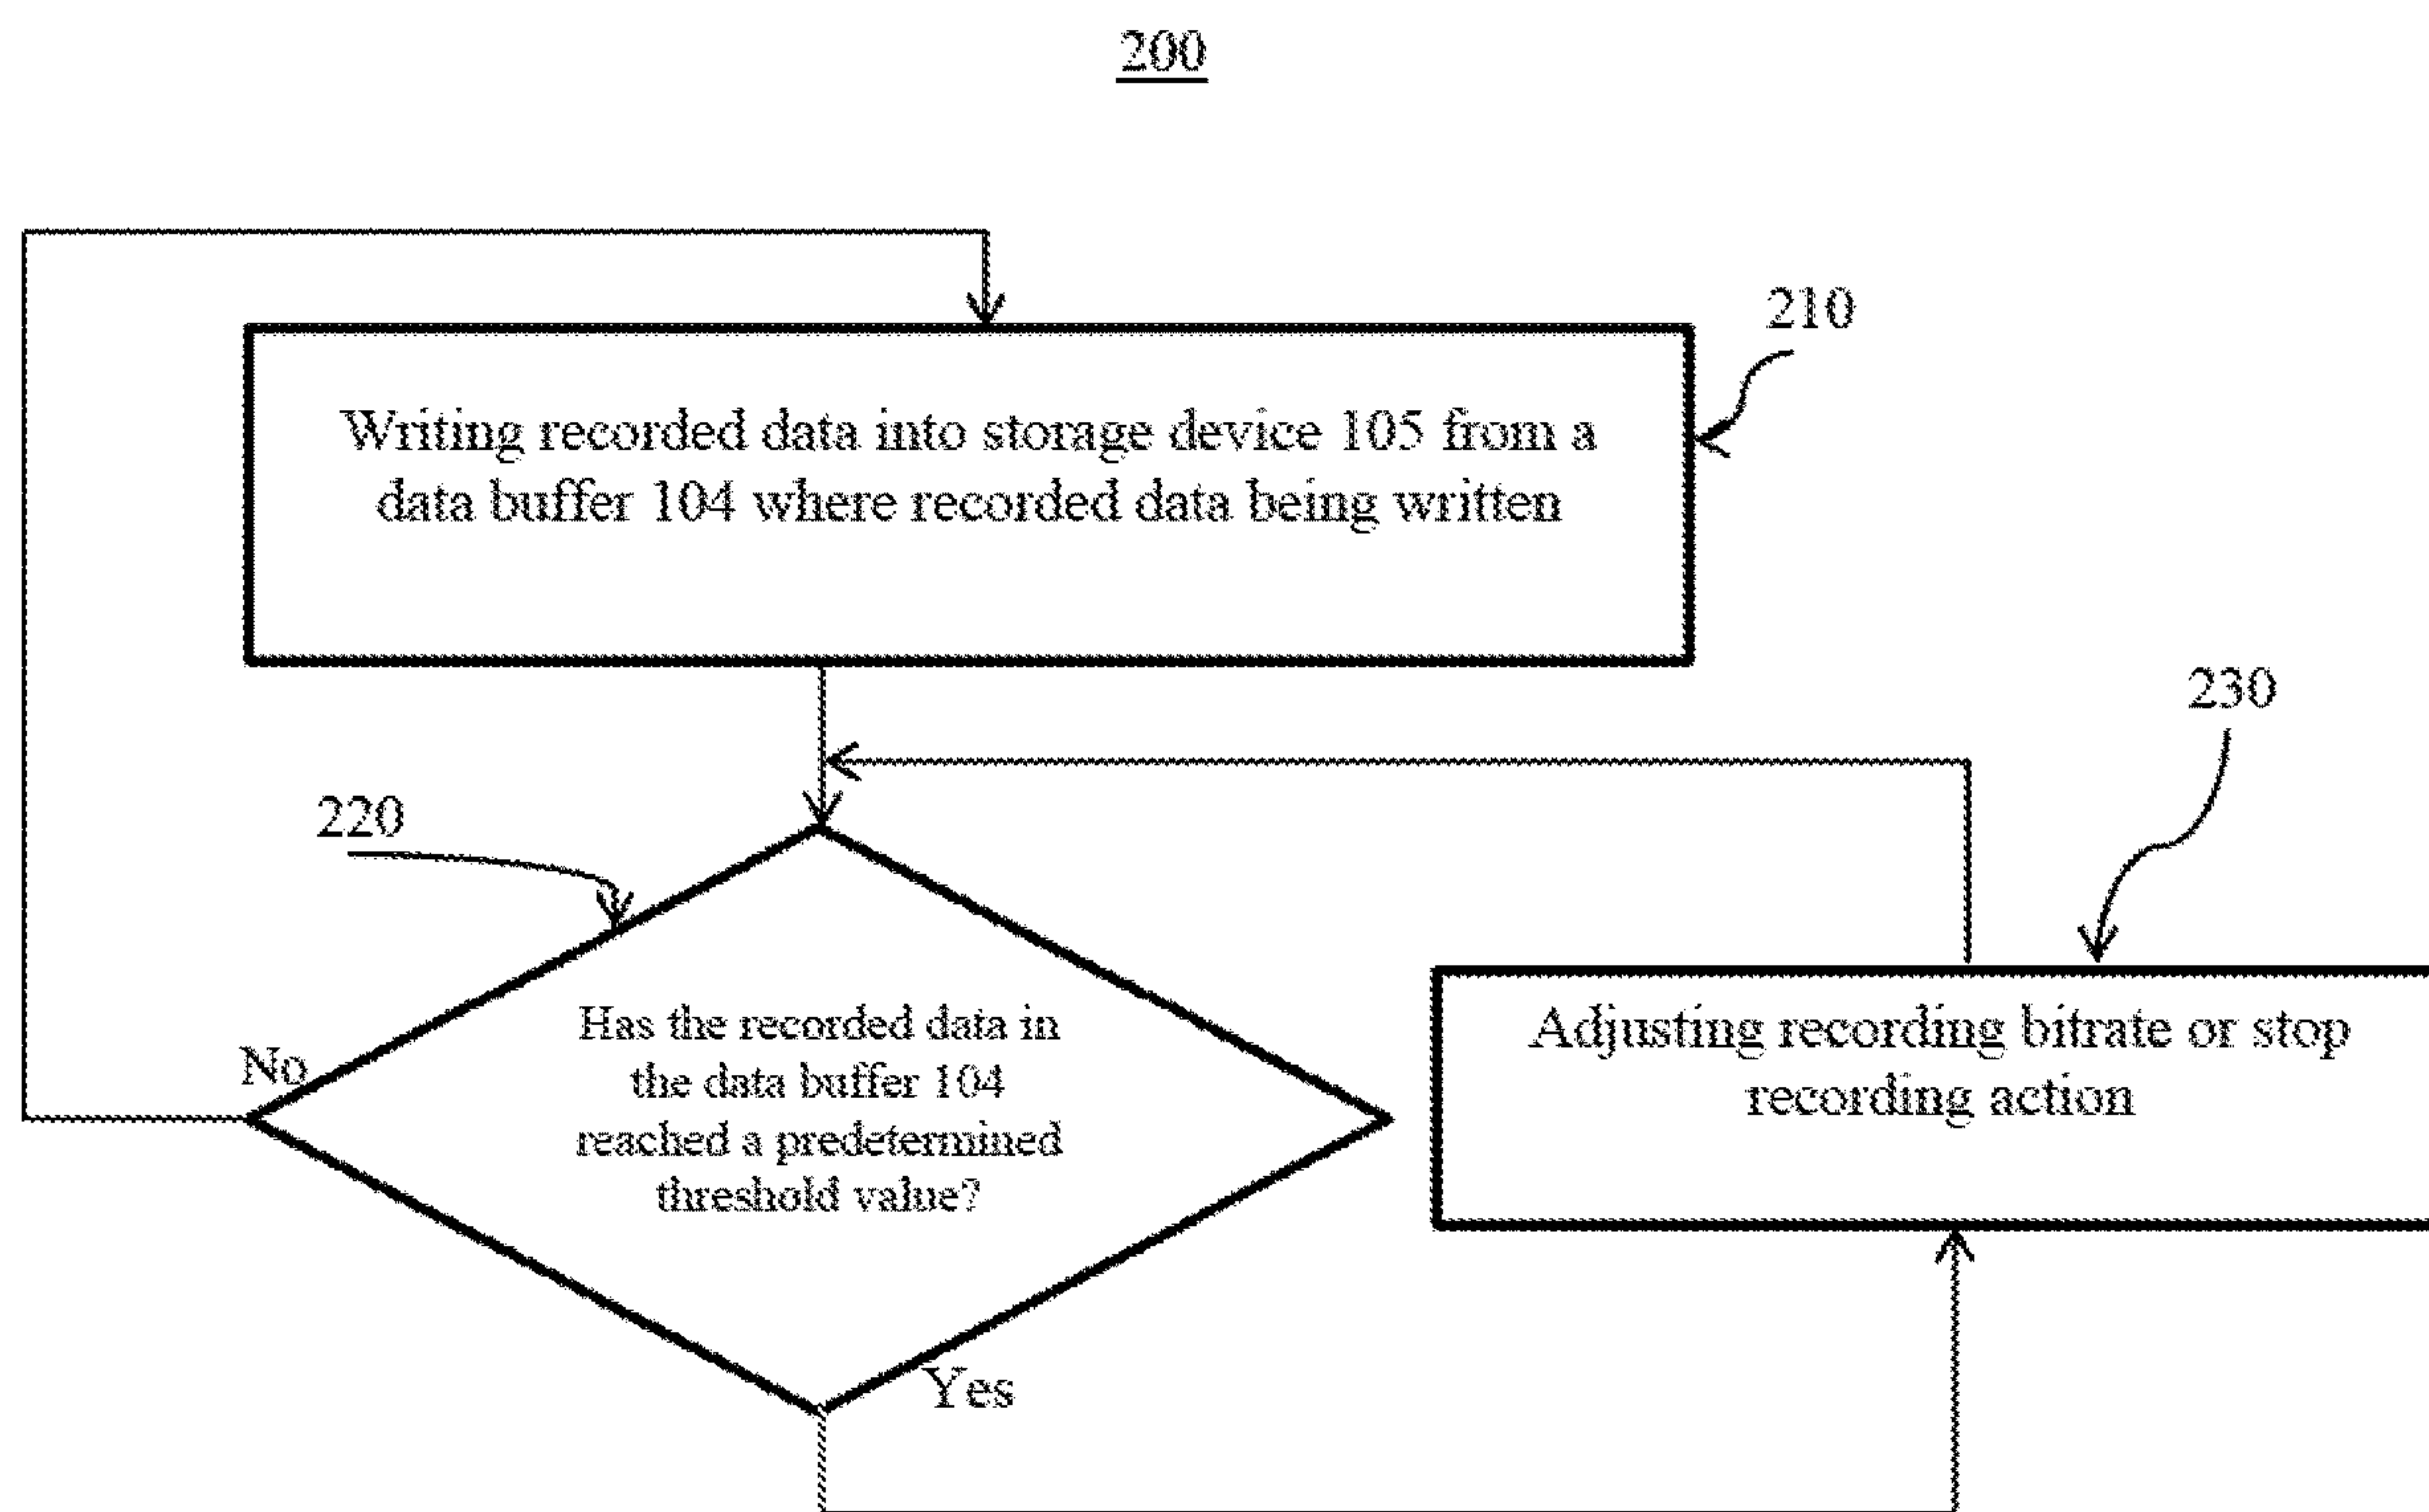 200
210
Writing recorded data into storage device 105 from a
data buffer 104 where recorded data being written
230
220
Has the recorded data in
the data buffer 104
reached a predetermined
threshold value?
No
Yes
Adjusting recording bitrate or stop
recording action